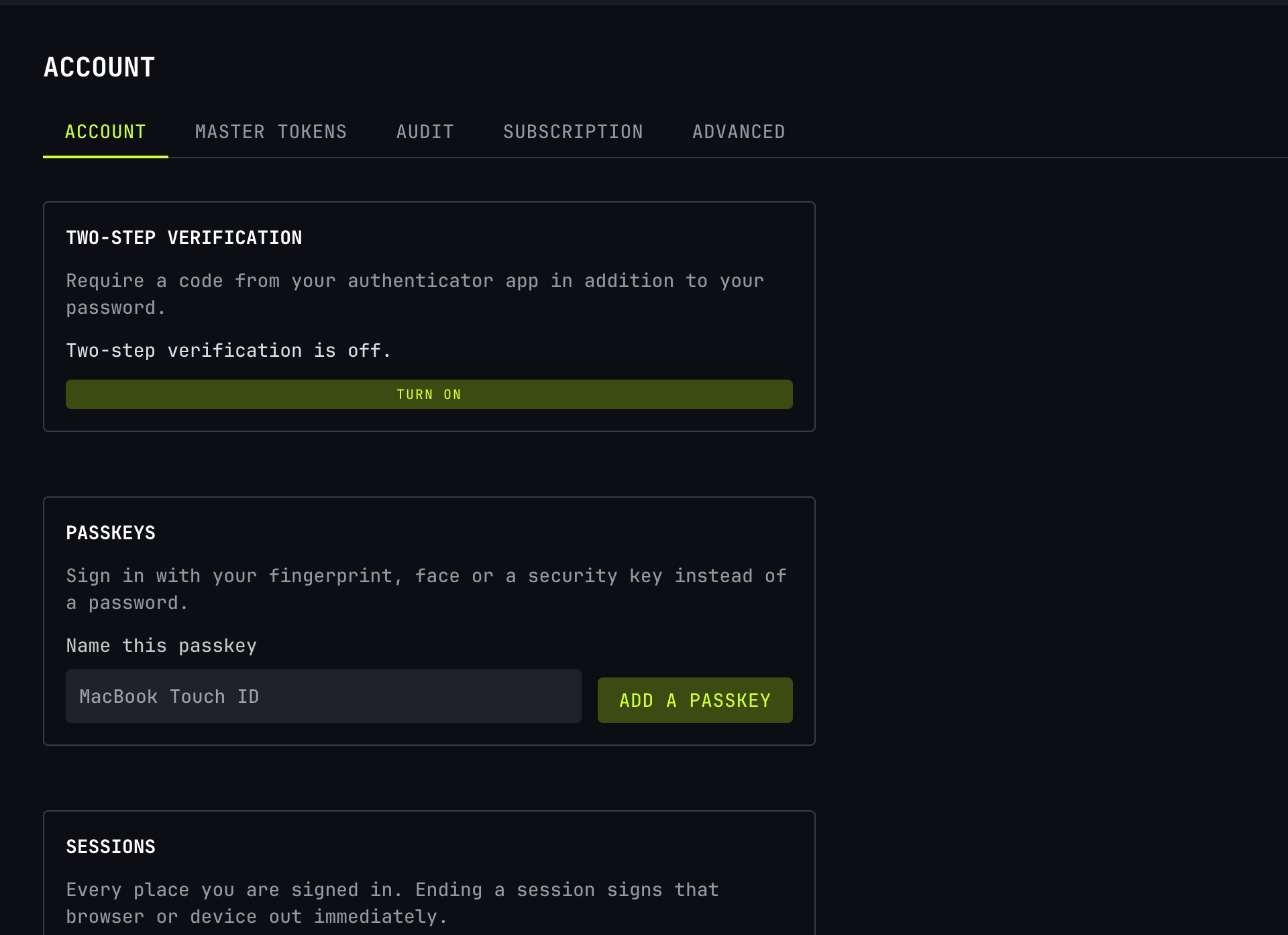 ACCOUNT
ACCOUNT MASTER TOKENS AUDIT SUBSCRIPTION ADVANCED
TWO-STEP VERIFICATION
Require a code from your authenticator app in addition to your
password.
Two-step verification is off.
TURN ON
PASSKEYS
Sign in with your fingerprint, face or a security key instead of
a password.
Name this passkey
MacBook Touch ID
ADD A PASSKEY
SESSIONS
Every place you are signed in. Ending a session signs that
browser or device out immediately.